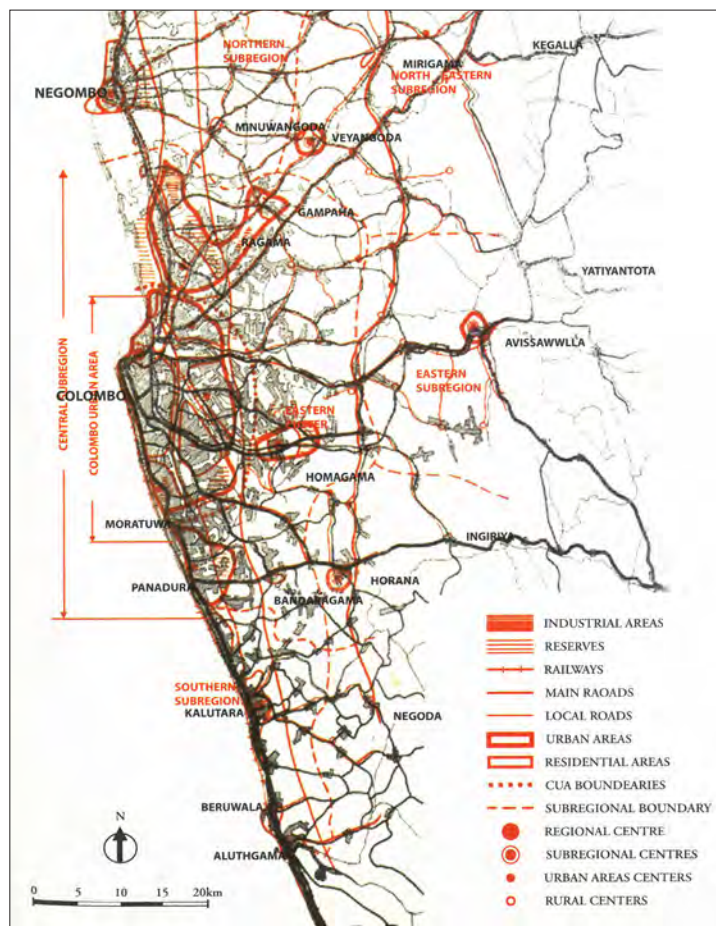 NORTHERN
SUBREGION
KEGALLA
MIRIGAMA
NORTH EASTERN
SUBREGION
NEGOMBO
MINUWANGODA
VEYANGODA
GAMPAHA
RAGAMA
YATIYANTOTA
AVISSAWWLLA
CENTRAL SUBREGION
COLOMBO URBAN AREA
COLOMBO
EASTERN
SUBREGION
EASTERN
HOMAGAMA
MORATUWA
INGIRIYA
PANADURA
HORANA
BANDARAGAMA
SOUTHERN
SUBREGION
KALUTARA
NEGODA
BERUWALA
ALUTHGAMA
N
0 5 10 15 20km
INDUSTRIAL AREAS
RESERVES
RAILWAYS
MAIN RAOADS
LOCAL ROADS
URBAN AREAS
RESIDENTIAL AREAS
CUA BOUNDEARIES
SUBREGIONAL BOUNDARY
REGIONAL CENTRE
SUBREGIONAL CENTRES
URBAN AREAS CENTERS
RURAL CENTERS